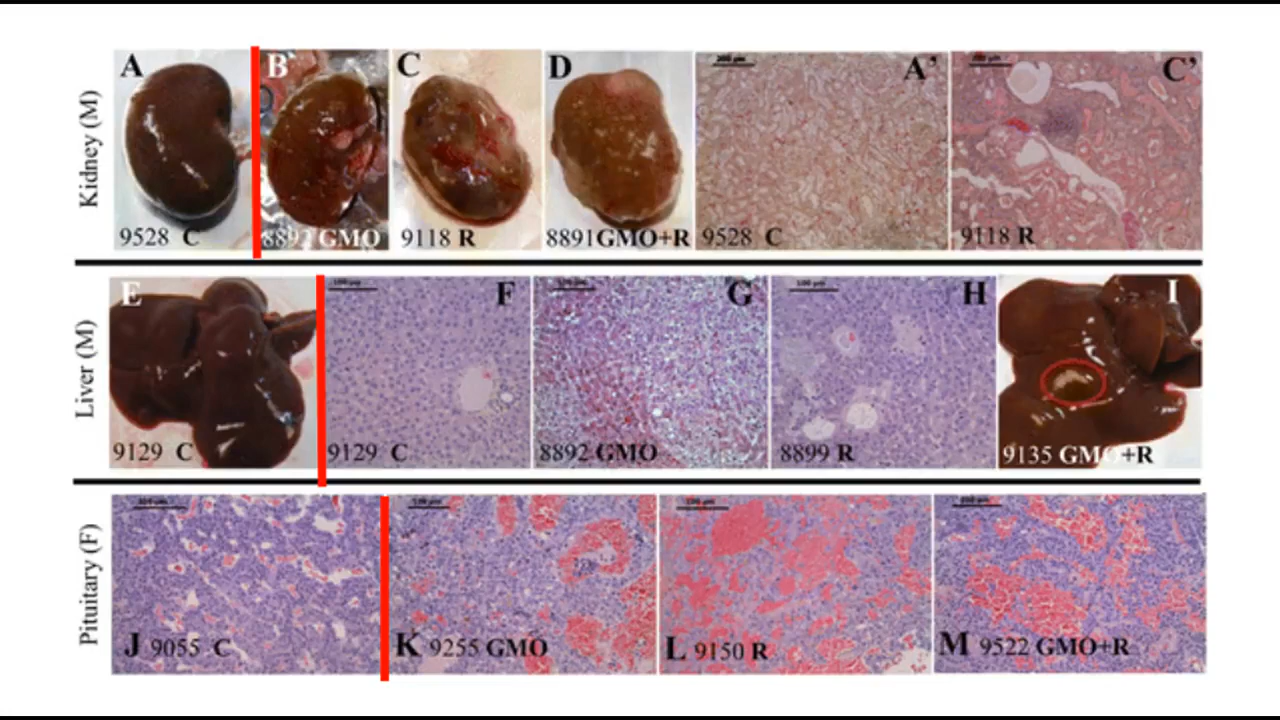 Kidney (M)
A
9528 C
B
8892 GMO
C
9118 R
D
8891GMO+R
A’
9528 C
C’
9118 R
Liver (M)
E
9129 C
F
9129 C
G
8892 GMO
H
8899 R
I
9135 GMO+R
Pituitary (F)
J 9055 C
K 9255 GMO
L 9150 R
M 9522 GMO+R